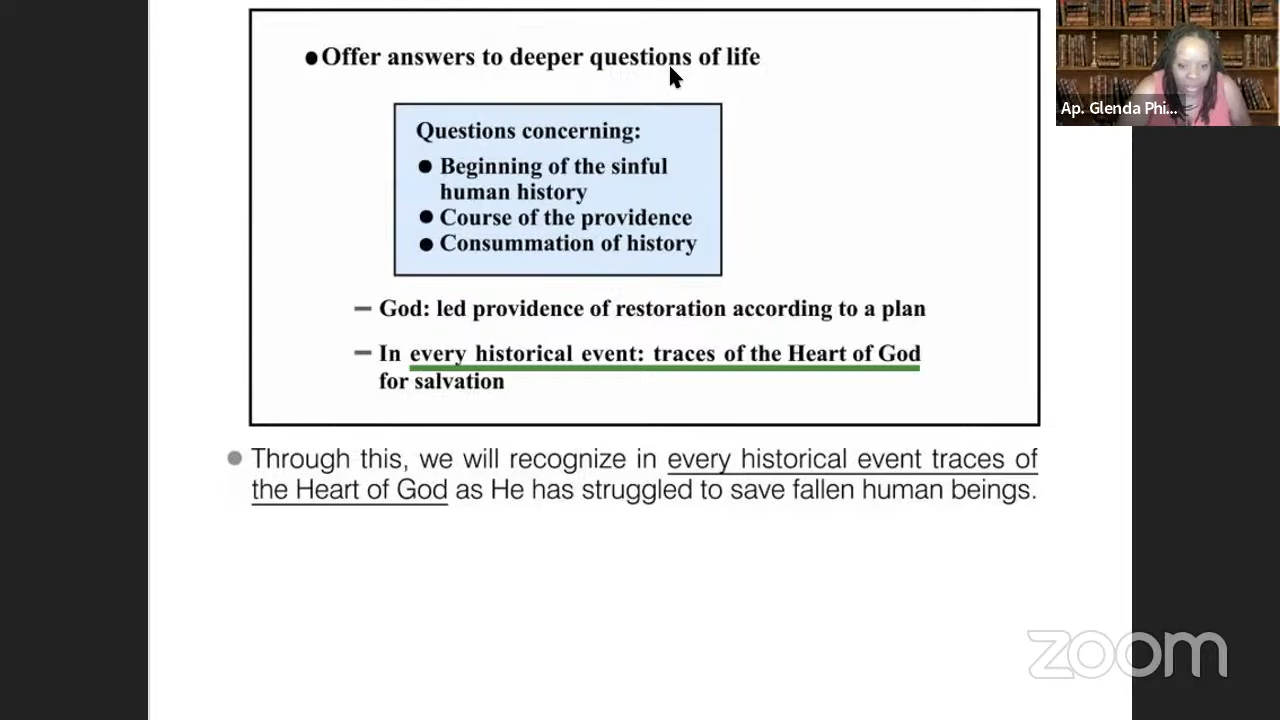 ● Offer answers to deeper questions of life
Questions concerning:
● Beginning of the sinful
human history
● Course of the providence
● Consummation of history
— God: led providence of restoration according to a plan
— In every historical event: traces of the Heart of God
for salvation
● Through this, we will recognize in every historical event traces of
the Heart of God as He has struggled to save fallen human beings.
Ap. Glenda Phi...
zoom